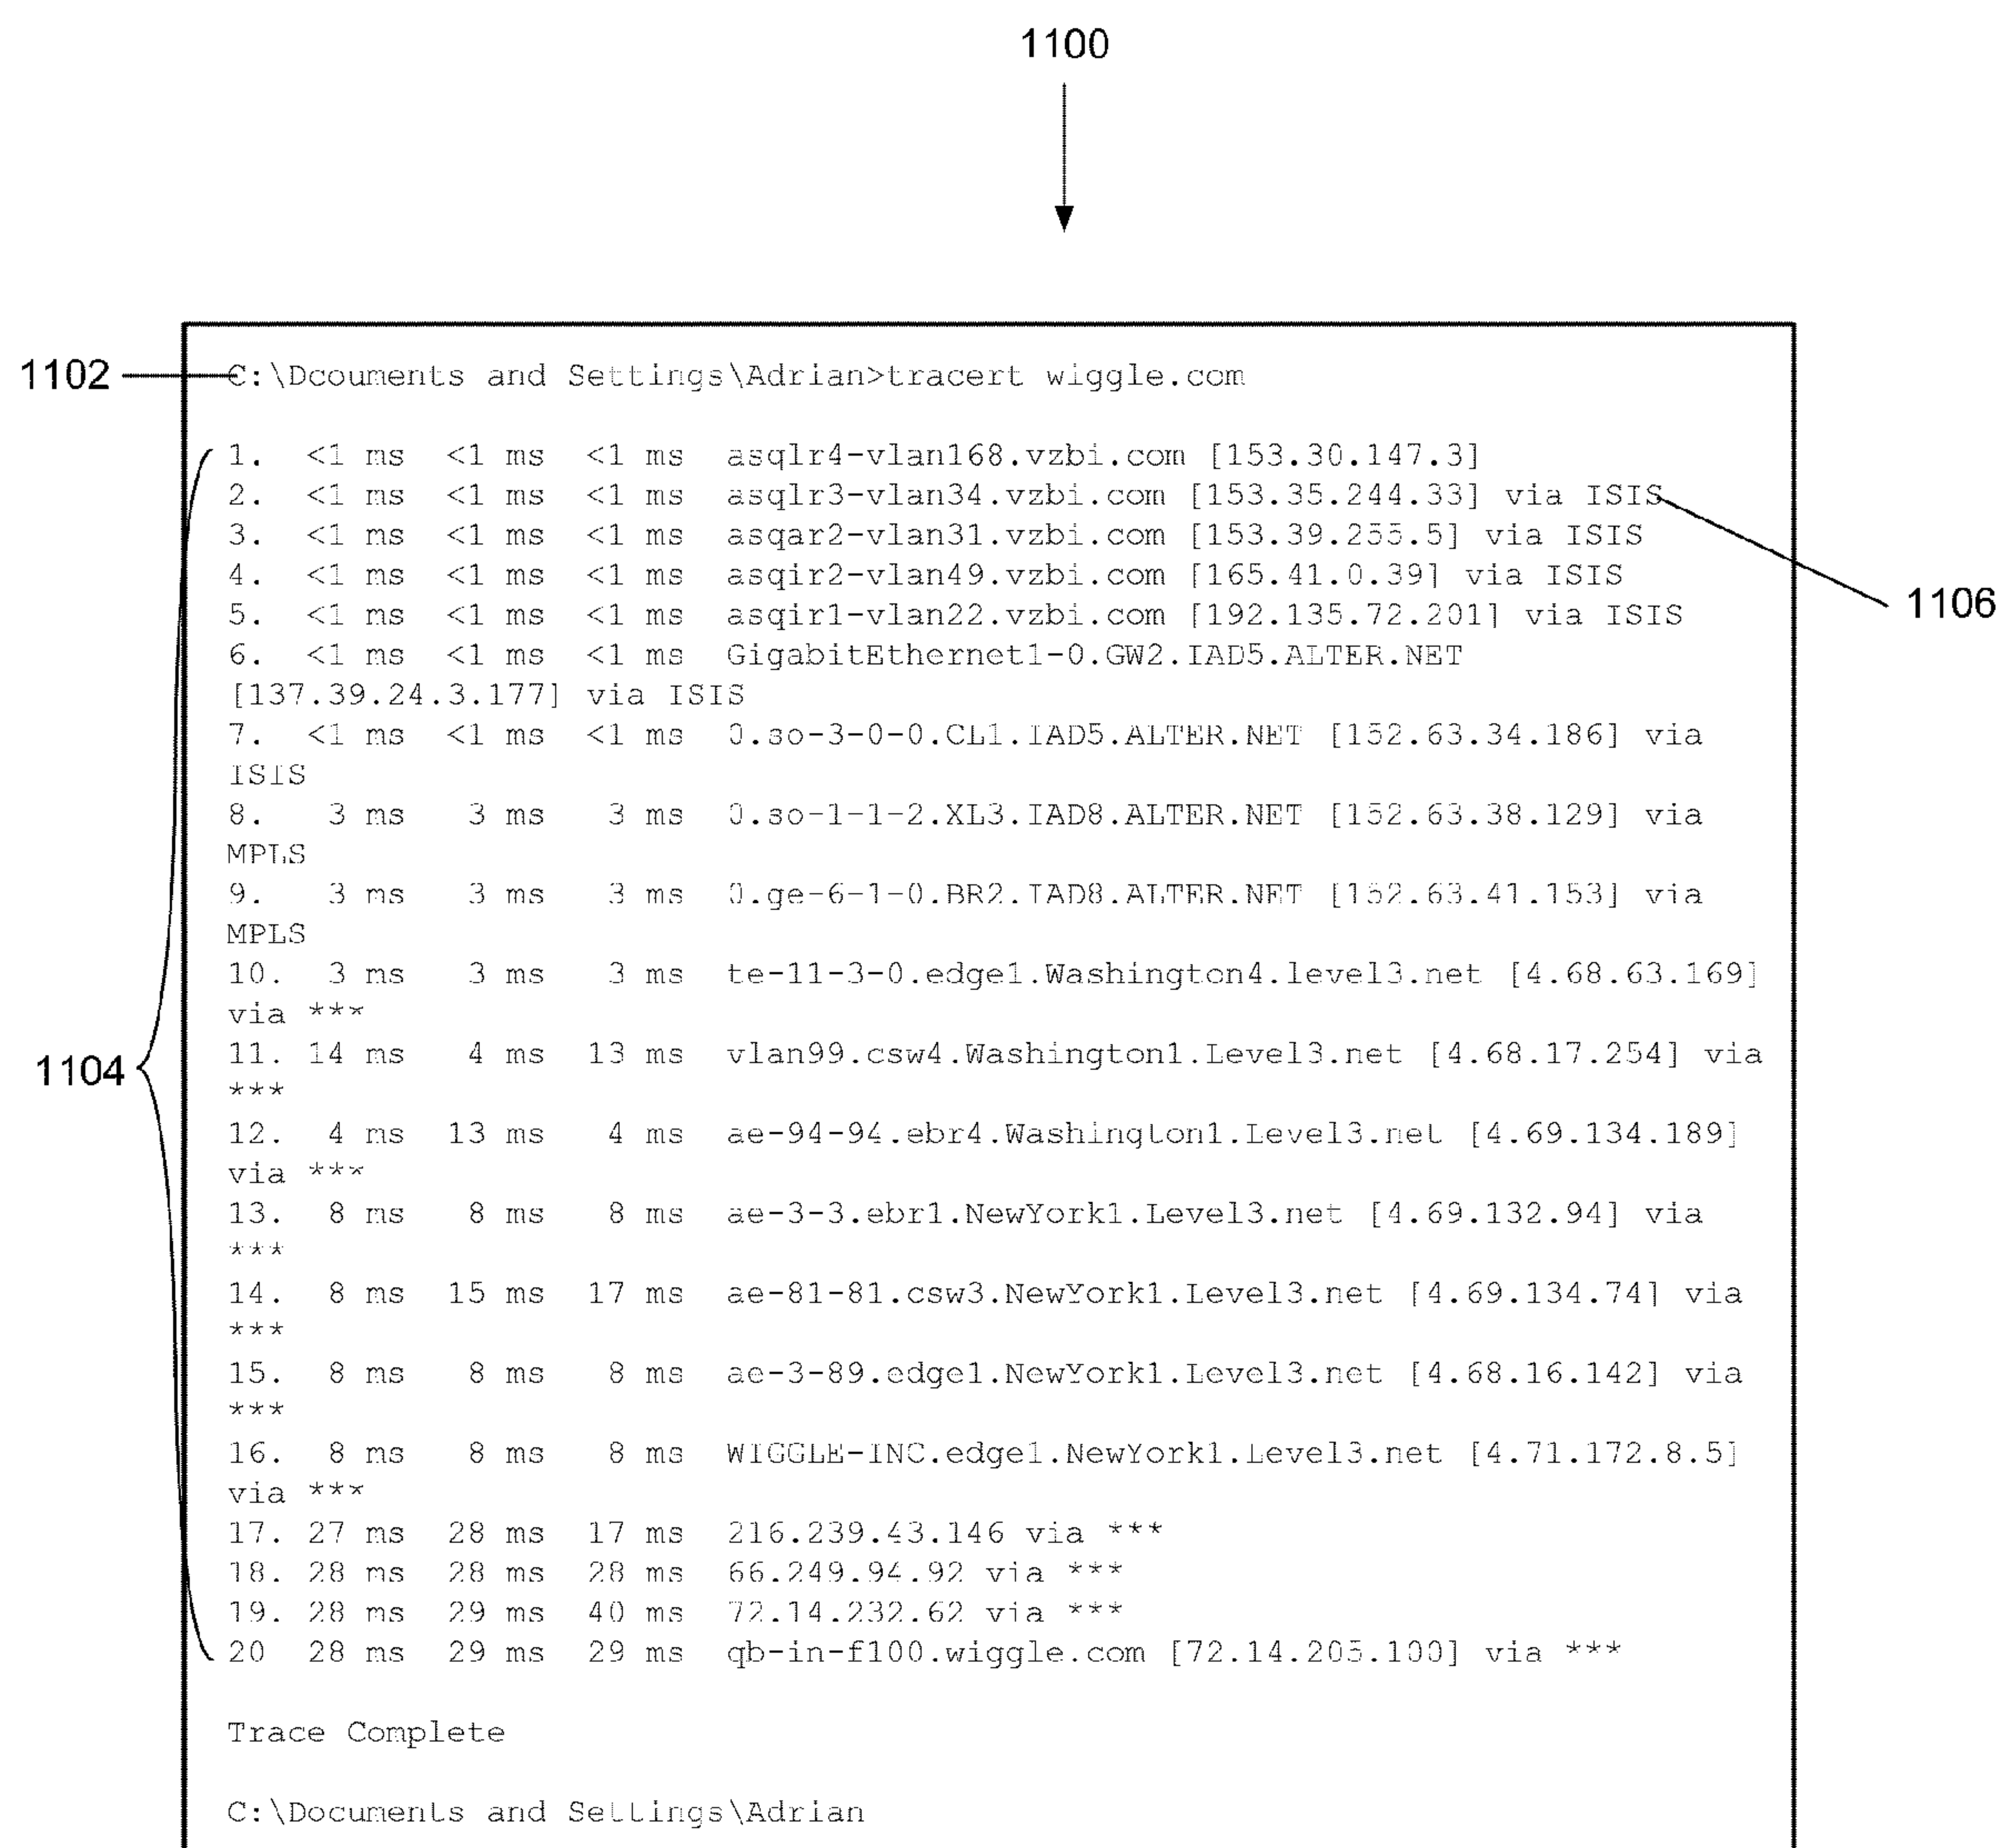 1100
1102
C:\Dcouments and Settings\Adrian>tracert wiggle.com
1. <1 ms <1 ms <1 ms asqlr4-vlan168.vzbi.com [153.30.147.3]
2. <1 ms <1 ms <1 ms asqlr3-vlan34.vzbi.com [153.35.244.33] via ISIS
3. <1 ms <1 ms <1 ms asqar2-vlan31.vzbi.com [153.39.255.5] via ISIS
4. <1 ms <1 ms <1 ms asqir2-vlan49.vzbi.com [165.41.0.39] via ISIS
1106
5. <1 ms <1 ms <1 ms asqir1-vlan22.vzbi.com [192.135.72.201] via ISIS
6. <1 ms <1 ms <1 ms GigabitEthernet1-0.GW2.IAD5.ALTER.NET
[137.39.24.3.177] via ISIS
7. <1 ms <1 ms <1 ms 0.so-3-0-0.CL1.IAD5.ALTER.NET [152.63.34.186] via
ISIS
8. 3 ms 3 ms 3 ms 0.so-1-1-2.XL3.IAD8.ALTER.NET [152.63.38.129] via
MPLS
9. 3 ms 3 ms 3 ms 0.ge-6-1-0.BR2.IAD8.ALTER.NET [152.63.41.153] via
MPLS
10. 3 ms 3 ms 3 ms te-11-3-0.edge1.Washington4.level3.net [4.68.63.169]
via ***
1104
11. 14 ms 4 ms 13 ms vlan99.csw4.Washington1.Level3.net [4.68.17.254] via
***
12. 4 ms 13 ms 4 ms ae-94-94.ebr4.Washington1.Level3.net [4.69.134.189]
via ***
13. 8 ms 8 ms 8 ms ae-3-3.ebr1.NewYork1.Level3.net [4.69.132.94] via
***
14. 8 ms 15 ms 17 ms ae-81-81.csw3.NewYork1.Level3.net [4.69.134.74] via
***
15. 8 ms 8 ms 8 ms ae-3-89.edge1.NewYork1.Level3.net [4.68.16.142] via
***
16. 8 ms 8 ms 8 ms WIGGLE-INC.edge1.NewYork1.Level3.net [4.71.172.8.5]
via ***
17. 27 ms 28 ms 17 ms 216.239.43.146 via ***
18. 28 ms 28 ms 28 ms 66.249.94.92 via ***
19. 28 ms 29 ms 40 ms 72.14.232.62 via ***
20 28 ms 29 ms 29 ms qb-in-f100.wiggle.com [72.14.205.100] via ***
Trace Complete
C:\Documents and Settings\Adrian